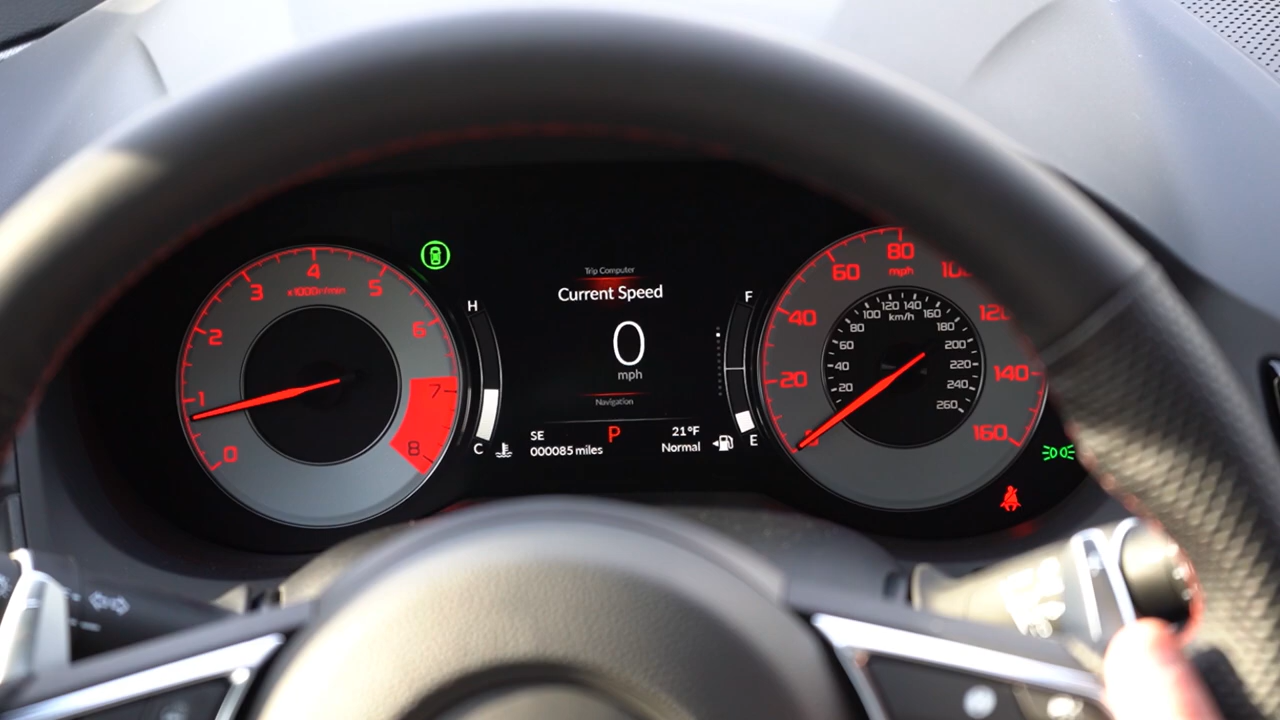 Trip Computer
Current Speed
0
mph
Navigation
SE
000085 miles
P
21°F
Normal
H
C
F
E
0
1
2
3
4
5
6
7
8
x1000r/min
20
40
60
80
mph
120
140
160
20
40
60
80
100
120
140
160
180
200
220
240
260
km/h